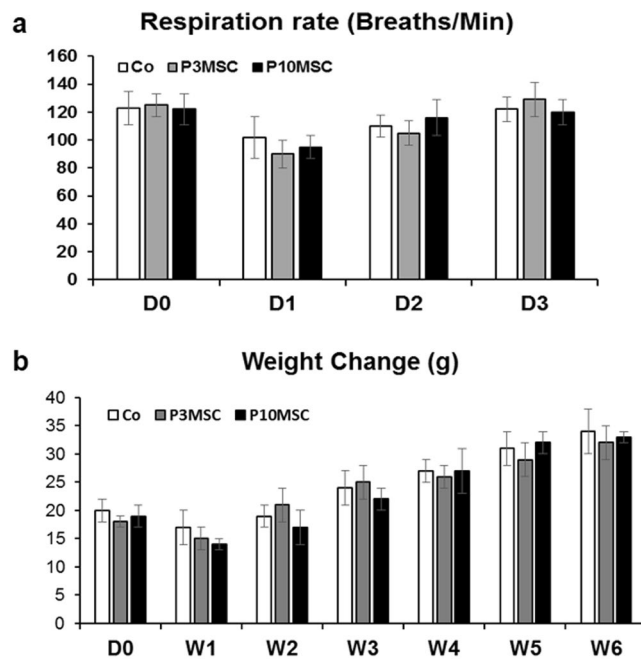 a
Respiration rate (Breaths/Min)
160
140
120
100
80
60
40
20
0
Co P3MSC P10MSC
D0 D1 D2 D3
b
Weight Change (g)
40
35
30
25
20
15
10
5
0
Co P3MSC P10MSC
D0 W1 W2 W3 W4 W5 W6